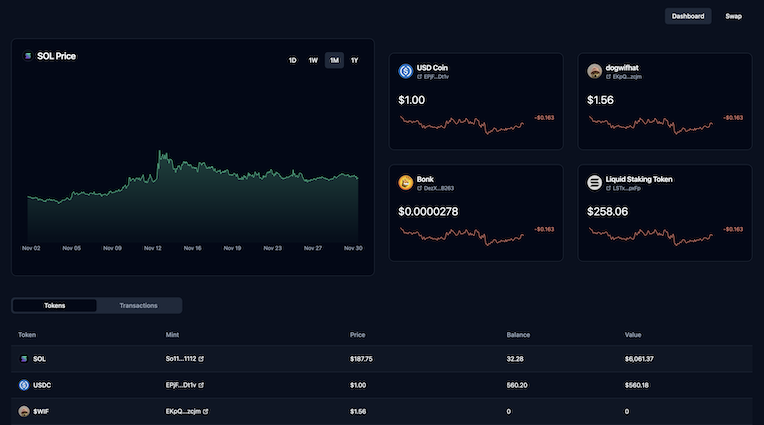 Dashboard Swap
SOL Price
1D 1W 1M 1Y
Nov 02 Nov 05 Nov 09 Nov 12 Nov 16 Nov 19 Nov 23 Nov 27 Nov 30
USD Coin
EPjF...Dt1v
$1.00
-$0.163
dogwifhat
EKpQ...zcjm
$1.56
-$0.163
Bonk
DezX...B263
$0.0000278
-$0.163
Liquid Staking Token
LSTx...pxFp
$258.06
-$0.163
Tokens Transactions
Token Mint Price Balance Value
SOL So11...1112 $187.75 32.28 $6,061.37
USDC EPjF...Dt1v $1.00 560.20 $560.18
$WIF EKpQ...zcjm $1.56 0 0